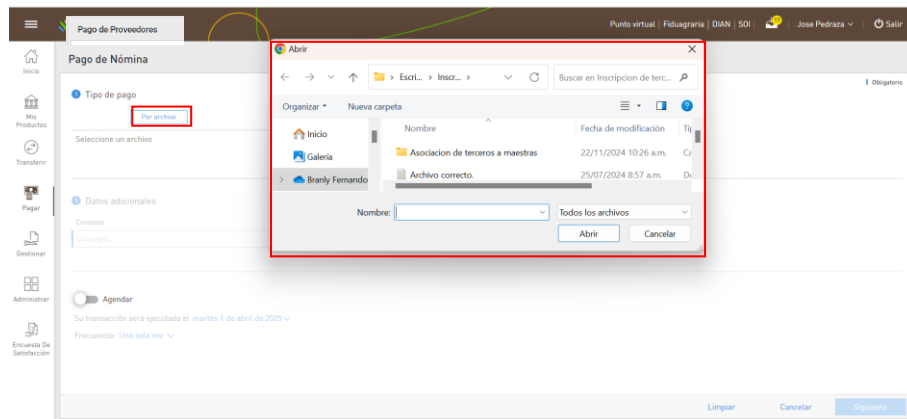 Pago de Proveedores
Punto virtual | Fiduagraria | DIAN | SOI | Jose Pedraza Salir
Inicio
Mis Productos
Transferir
Pagar
Gestionar
Administrar
Encuesta De Satisfacción
Pago de Nómina
Obligatorio
1 Tipo de pago
Por archivo
Seleccione un archivo
2 Datos adicionales
Concepto
Concepto
Agendar
Su transacción será ejecutada el martes 1 de abril de 2025
Frecuencia: Una sola vez
Limpiar Cancelar Siguiente
Abrir
Escri... > Inscr... >
Buscar en Inscripcion de terc...
Organizar Nueva carpeta
Inicio
Galería
Branly Fernando
Nombre Fecha de modificación
Asociacion de terceros a maestras 22/11/2024 10:26 a.m.
Archivo correcto. 25/07/2024 8:57 a.m.
Nombre: Todos los archivos
Abrir Cancelar